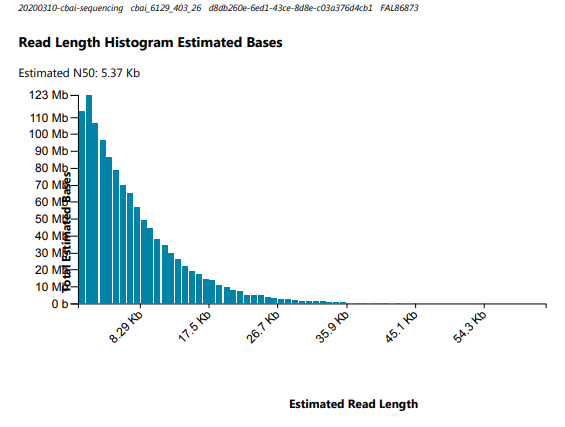 20200310-cbai-sequencing cbai_6129_403_26 d8db260e-6ed1-43ce-8d8e-c03a376d4cb1 FAL86873
Read Length Histogram Estimated Bases
Estimated N50: 5.37 Kb
123 Mb
110 Mb
100 Mb
90 Mb
80 Mb
70 Mb
60 Mb
50 Mb
40 Mb
30 Mb
20 Mb
10 Mb
0 b
Total Estimated Bases
8.29 Kb
17.5 Kb
26.7 Kb
35.9 Kb
45.1 Kb
54.3 Kb
Estimated Read Length